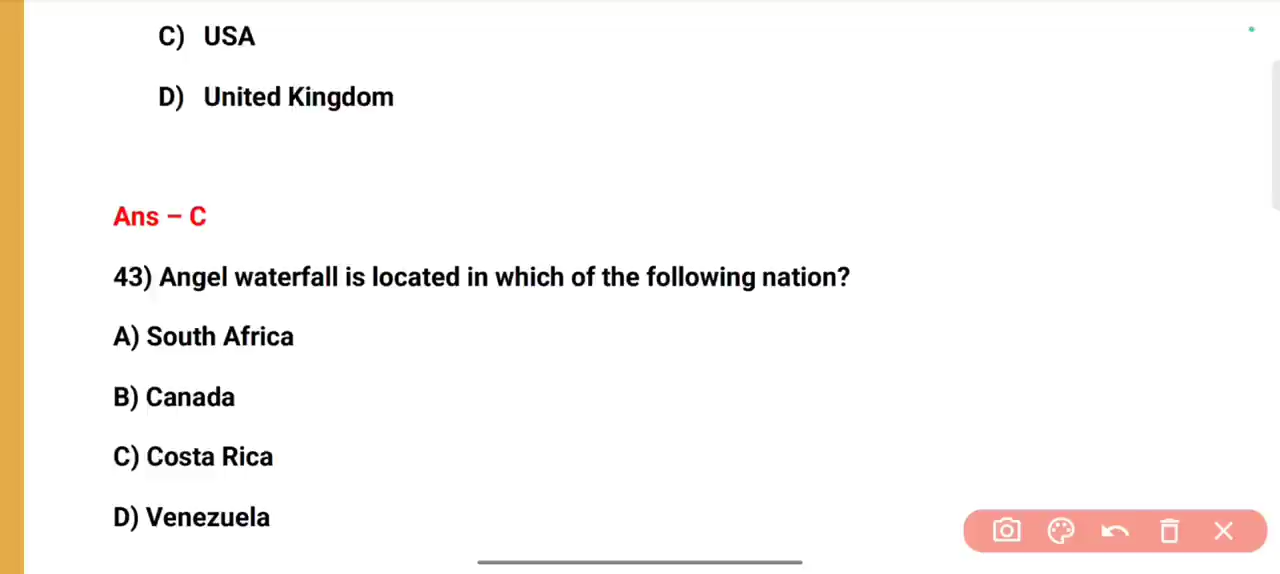 C) USA
D) United Kingdom
Ans – C
43) Angel waterfall is located in which of the following nation?
A) South Africa
B) Canada
C) Costa Rica
D) Venezuela